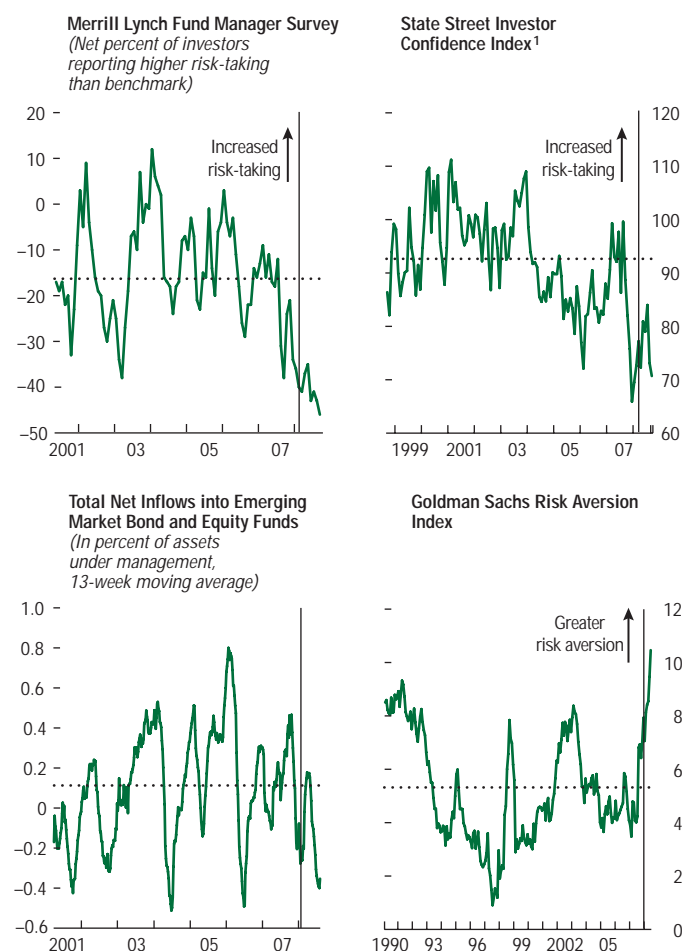 Merrill Lynch Fund Manager Survey
(Net percent of investors
reporting higher risk-taking
than benchmark)
20
10
0
–10
–20
–30
–40
–50
Increased
risk-taking
2001
03
05
07
State Street Investor
Confidence Index1
120
110
100
90
80
70
60
Increased
risk-taking
1999
2001
03
05
07
Total Net Inflows into Emerging
Market Bond and Equity Funds
(In percent of assets
under management,
13-week moving average)
1.0
0.8
0.6
0.4
0.2
0
–0.2
–0.4
–0.6
2001
03
05
07
Goldman Sachs Risk Aversion
Index
12
10
8
6
4
2
0
Greater
risk aversion
1990
93
96
99
2002
05